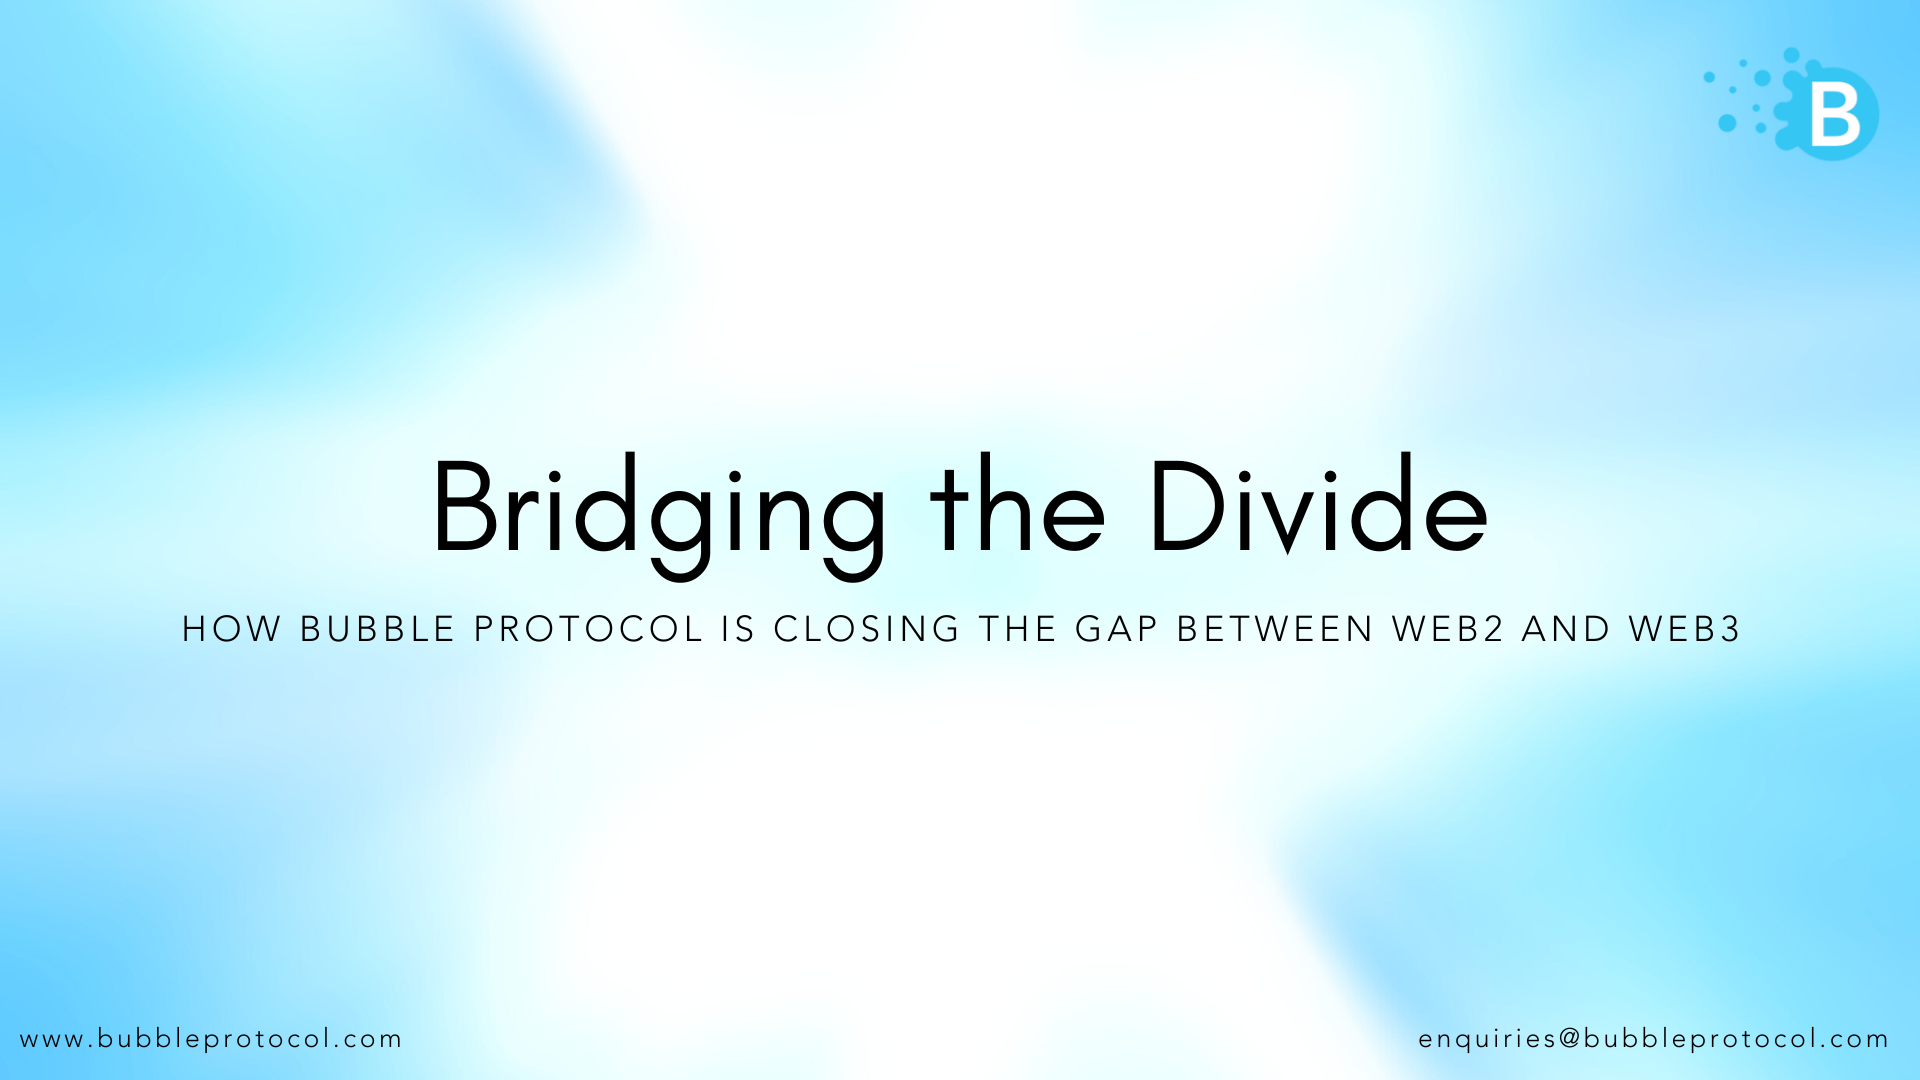 B
Bridging the Divide
HOW BUBBLE PROTOCOL IS CLOSING THE GAP BETWEEN WEB2 AND WEB3
www.bubbleprotocol.com
enquiries@bubbleprotocol.com